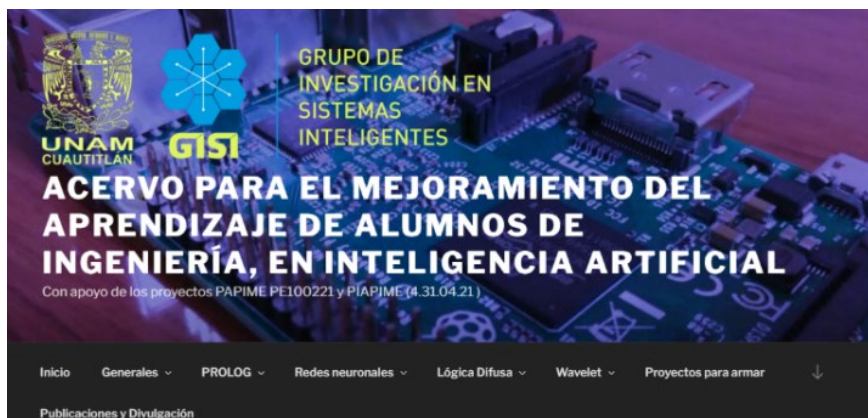 GRUPO DE
INVESTIGACIÓN EN
SISTEMAS
INTELIGENTES
UNAM
CUAUTITLÁN
GISI
ACERVO PARA EL MEJORAMIENTO DEL
APRENDIZAJE DE ALUMNOS DE
INGENIERÍA, EN INTELIGENCIA ARTIFICIAL
Con apoyo de los proyectos PAPIME PE100221 y PIAPIME (4.31.04.21 )
Inicio Generales PROLOG Redes neuronales Lógica Difusa Wavelet Proyectos para armar
Publicaciones y Divulgación